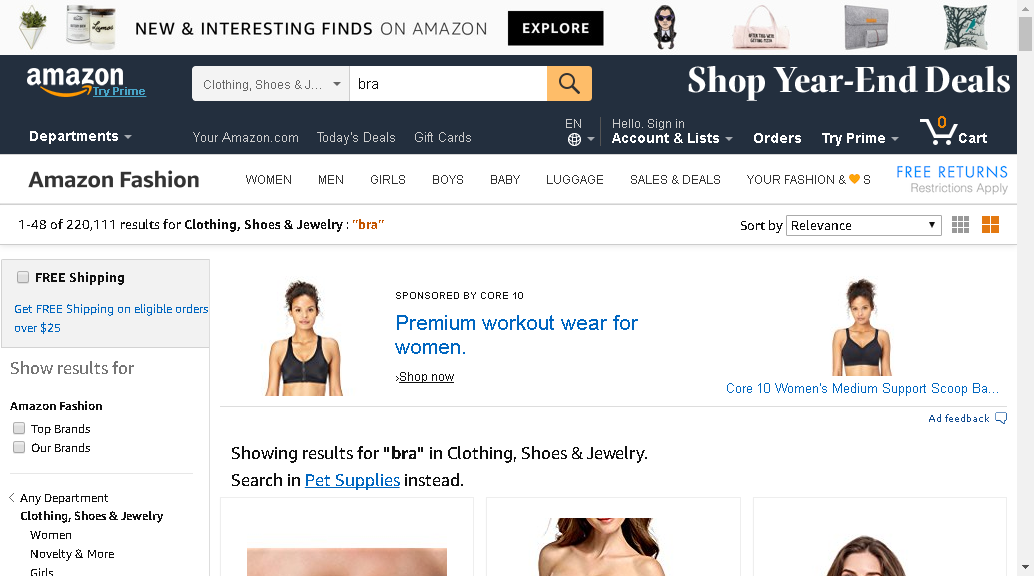 NEW & INTERESTING FINDS ON AMAZON EXPLORE
amazon
Try Prime
Clothing, Shoes & J... bra
Shop Year-End Deals
Departments Your Amazon.com Today's Deals Gift Cards
EN
Hello. Sign in
Account & Lists Orders Try Prime 0 Cart
Amazon Fashion WOMEN MEN GIRLS BOYS BABY LUGGAGE SALES & DEALS YOUR FASHION & S
FREE RETURNS
Restrictions Apply
1-48 of 220,111 results for Clothing, Shoes & Jewelry : "bra"
Sort by Relevance
FREE Shipping
Get FREE Shipping on eligible orders
over $25
Show results for
Amazon Fashion
Top Brands
Our Brands
Any Department
Clothing, Shoes & Jewelry
Women
Novelty & More
Girls
SPONSORED BY CORE 10
Premium workout wear for
women.
›Shop now
Core 10 Women's Medium Support Scoop Ba...
Ad feedback
Showing results for "bra" in Clothing, Shoes & Jewelry.
Search in Pet Supplies instead.